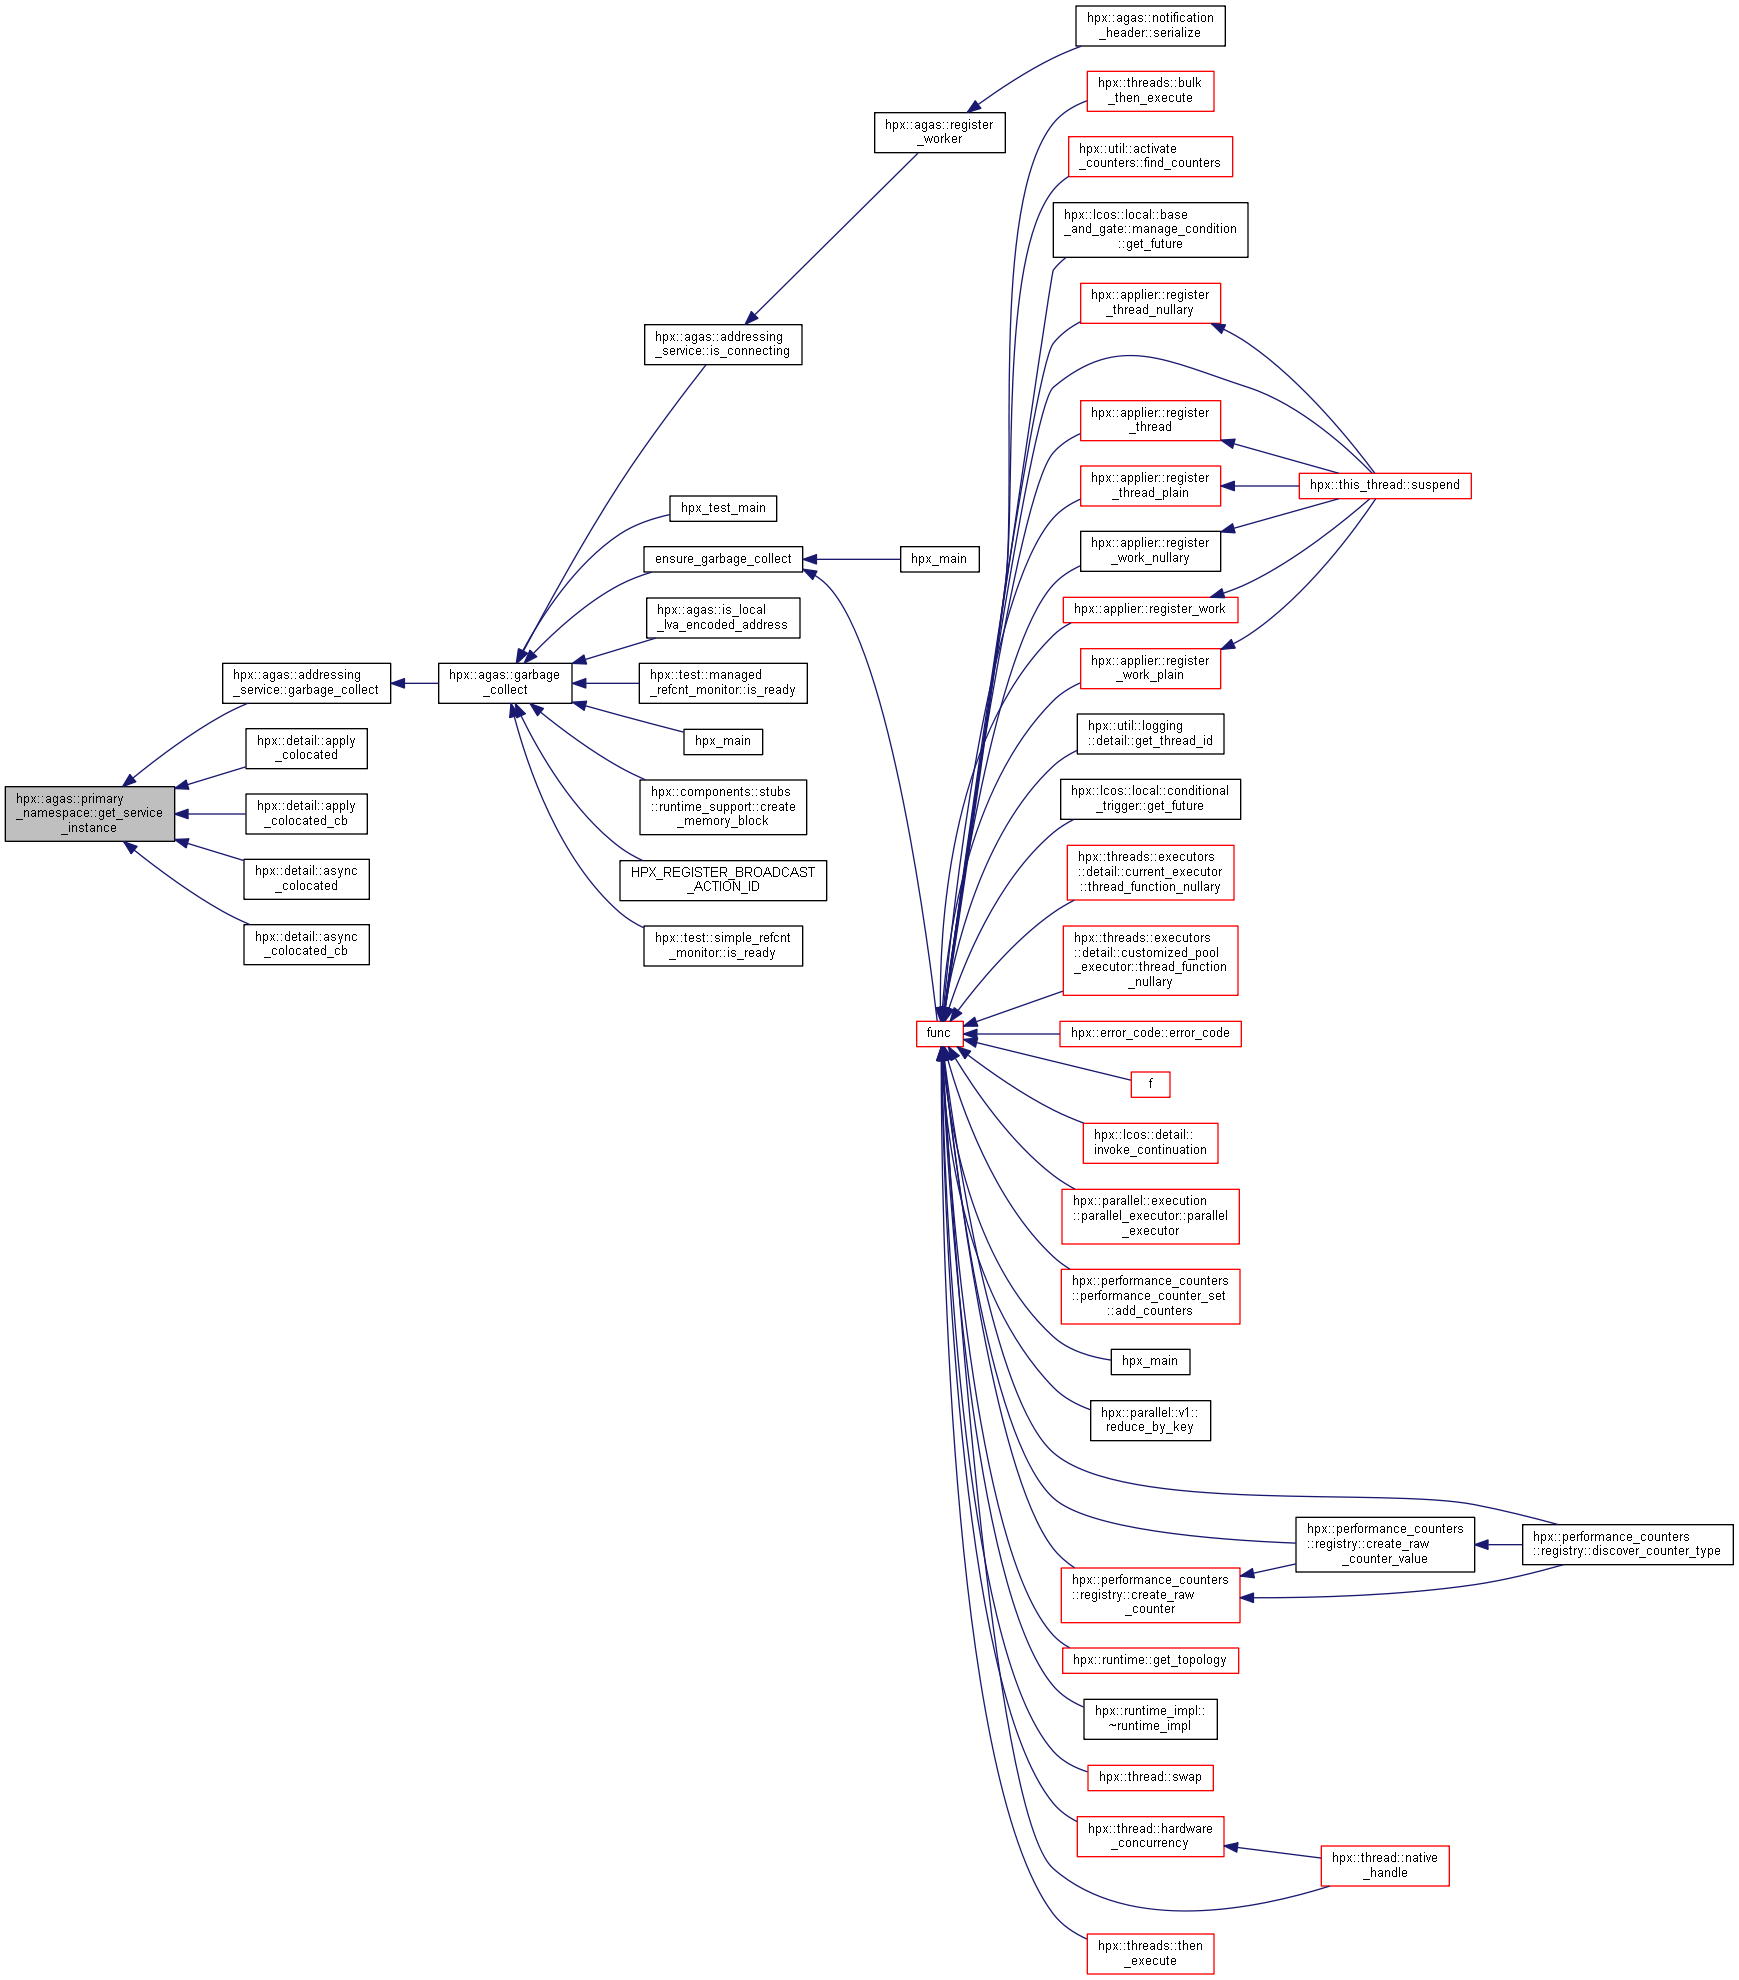 hpx::agas::primary
_namespace::get_service
_instance
hpx::agas::addressing
_service::garbage_collect
hpx::detail::apply
_colocated
hpx::detail::apply
_colocated_cb
hpx::detail::async
_colocated
hpx::detail::async
_colocated_cb
hpx::agas::garbage
_collect
hpx::agas::addressing
_service::is_connecting
hpx_test_main
ensure_garbage_collect
hpx::agas::is_local
_lva_encoded_address
hpx::test::managed
_refcnt_monitor::is_ready
hpx_main
hpx::components::stubs
::runtime_support::create
_memory_block
HPX_REGISTER_BROADCAST
_ACTION_ID
hpx::test::simple_refcnt
_monitor::is_ready
hpx::agas::register
_worker
hpx_main
func
hpx::agas::notification
_header::serialize
hpx::threads::bulk
_then_execute
hpx::util::activate
_counters::find_counters
hpx::lcos::local::base
_and_gate::manage_condition
::get_future
hpx::applier::register
_thread_nullary
hpx::applier::register
_thread
hpx::applier::register
_thread_plain
hpx::applier::register
_work_nullary
hpx::applier::register_work
hpx::applier::register
_work_plain
hpx::util::logging
::detail::get_thread_id
hpx::lcos::local::conditional
_trigger::get_future
hpx::threads::executors
::detail::current_executor
::thread_function_nullary
hpx::threads::executors
::detail::customized_pool
_executor::thread_function
_nullary
hpx::error_code::error_code
f
hpx::lcos::detail::
invoke_continuation
hpx::parallel::execution
::parallel_executor::parallel
_executor
hpx::performance_counters
::performance_counter_set
::add_counters
hpx_main
hpx::parallel::v1::
reduce_by_key
hpx::performance_counters
::registry::create_raw
_counter
hpx::runtime::get_topology
hpx::runtime_impl::
~runtime_impl
hpx::thread::swap
hpx::thread::hardware
_concurrency
hpx::threads::then
_execute
hpx::this_thread::suspend
hpx::performance_counters
::registry::create_raw
_counter_value
hpx::thread::native
_handle
hpx::performance_counters
::registry::discover_counter_type